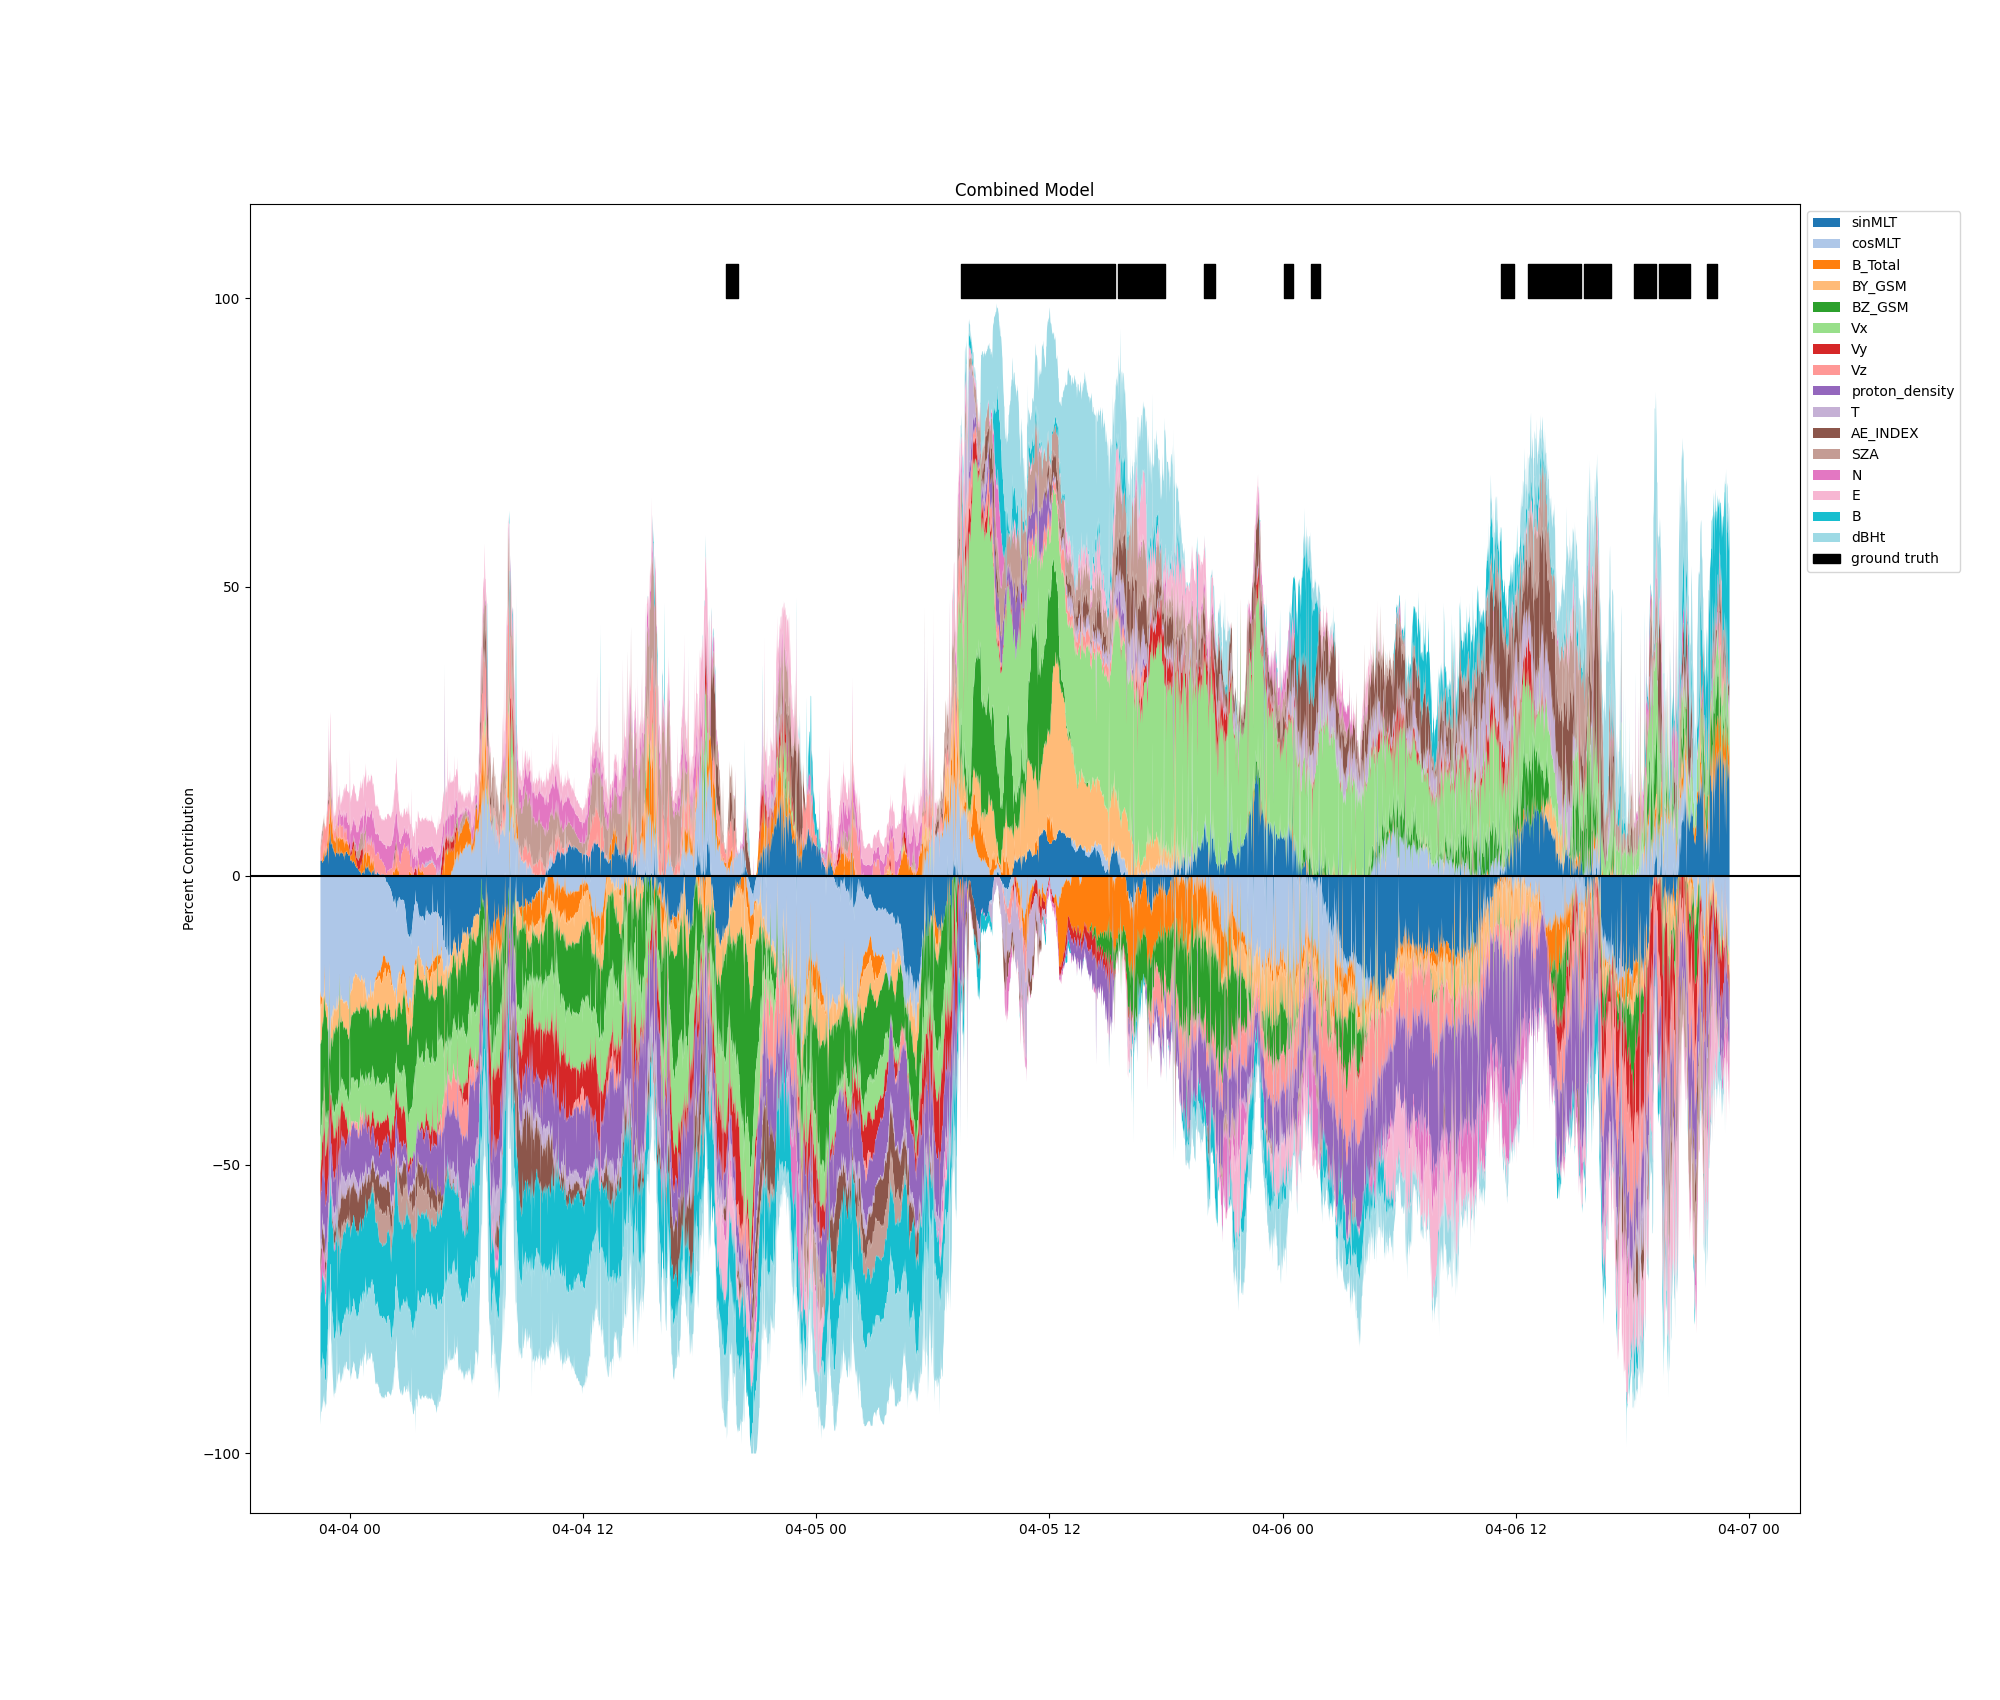 Combined Model
sinMLT
cosMLT
B_Total
BY_GSM
BZ_GSM
Vx
Vy
Vz
proton_density
T
AE_INDEX
SZA
N
E
B
dBHt
ground truth
Percent Contribution
100
50
0
−50
−100
04-04 00
04-04 12
04-05 00
04-05 12
04-06 00
04-06 12
04-07 00